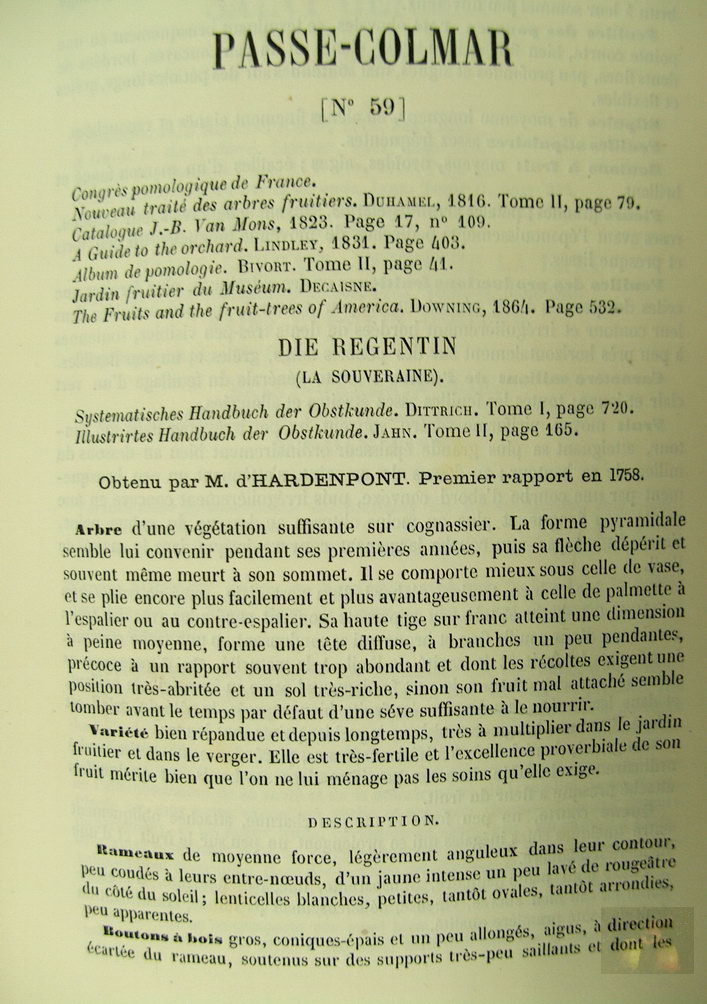 PASSE-COLMAR
[N° 59]
Congrès pomologique de France.
Nouveau traité des arbres fruitiers. DUHAMEL, 1816. Tome II, page 79.
Catalogue J.-B. Van Mons, 1823. Page 17, n° 109.
A Guide to the orchard. LINDLEY, 1831. Page 403.
Album de pomologie. BIVORT. Tome II, page 41.
Jardin fruitier du Muséum. DECAISNE.
The Fruits and the fruit-trees of America. DOWNING, 1864. Page 532.
DIE REGENTIN
(LA SOUVERAINE).
Systematisches Handbuch der Obstkunde. DITTRICH. Tome I, page 720.
Illustrirtes Handbuch der Obstkunde. JAHN. Tome II, page 165.
Obtenu par M. d'HARDENPONT. Premier rapport en 1758.
Arbre d'une végétation suffisante sur cognassier. La forme pyramidale
semble lui convenir pendant ses premières années, puis sa flèche dépérit et
souvent même meurt à son sommet. Il se comporte mieux sous celle de vase,
et se plie encore plus facilement et plus avantageusement à celle de palmette à
l'espalier ou au contre-espalier. Sa haute tige sur franc atteint une dimension
à peine moyenne, forme une tête diffuse, à branches un peu pendantes,
précoce à un rapport souvent trop abondant et dont les récoltes exigent une
position très-abritée et un sol très-riche, sinon son fruit mal attaché semble
tomber avant le temps par défaut d'une séve suffisante à le nourrir.
Variété bien répandue et depuis longtemps, très à multiplier dans le jardin
fruitier et dans le verger. Elle est très-fertile et l'excellence proverbiale de son
fruit mérite bien que l'on ne lui ménage pas les soins qu'elle exige.
DESCRIPTION.
Rameaux de moyenne force, légèrement anguleux dans leur contour,
peu coudés à leurs entre-nœuds, d'un jaune intense un peu lavé de rougeâtre
du côté du soleil; lenticelles blanches, petites, tantôt ovales, tantôt arrondies,
peu apparentes.
Boutons à bois gros, coniques-épais et un peu allongés, aigus, à direction
écartée du rameau, soutenus sur des supports très-peu saillants et dont les